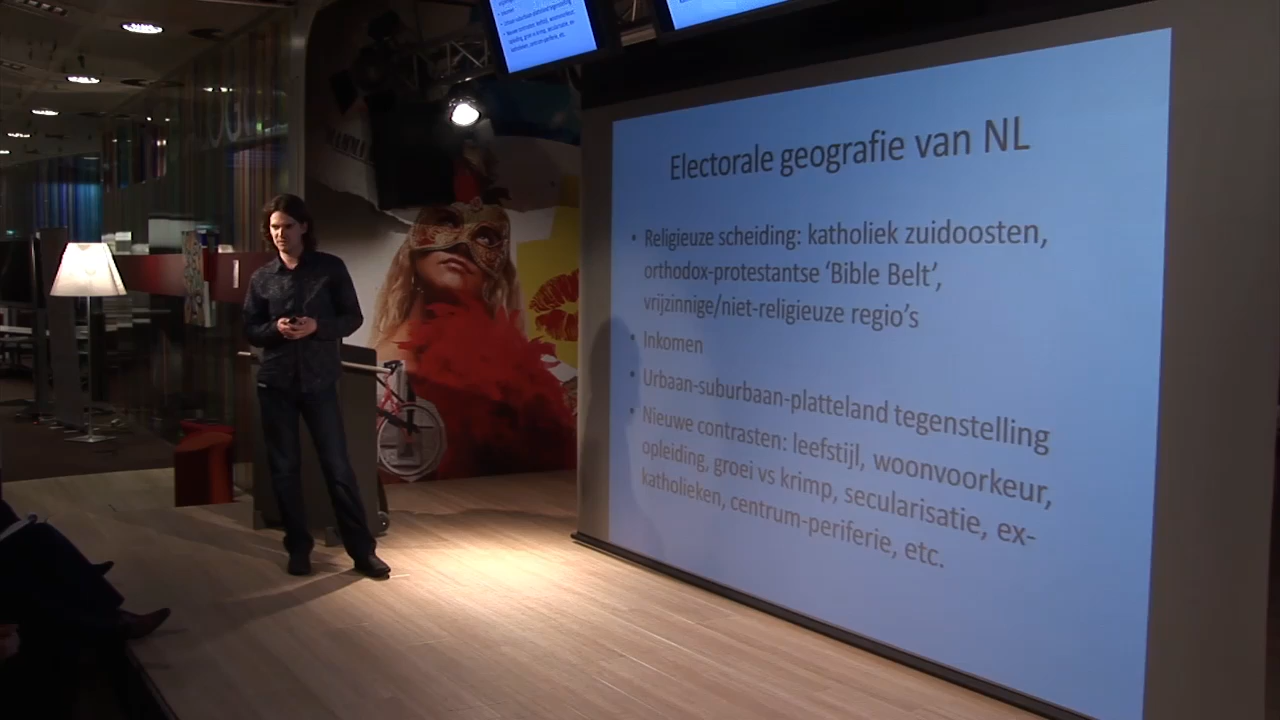 Electorale geografie van NL
• Religieuze scheiding: katholiek zuidoosten,
orthodox-protestantse ‘Bible Belt’,
vrijzinnige/niet-religieuze regio’s
• Inkomen
• Urbaan-suburbaan-platteland tegenstelling
• Nieuwe contrasten: leefstijl, woonvoorkeur,
opleiding, groei vs krimp, secularisatie, ex-
katholieken, centrum-periferie, etc.